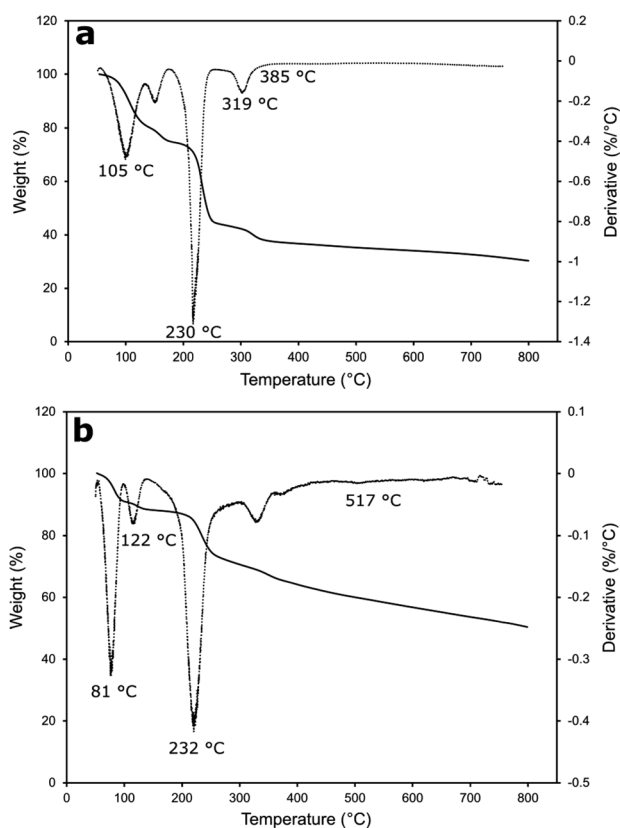 a
120
100
80
60
40
20
0
Weight (%)
0.2
0
-0.2
-0.4
-0.6
-0.8
-1
-1.2
-1.4
Derivative (%/°C)
105 °C
230 °C
319 °C
385 °C
0 100 200 300 400 500 600 700 800
Temperature (°C)
b
120
100
80
60
40
20
0
Weight (%)
0.1
0
-0.1
-0.2
-0.3
-0.4
-0.5
Derivative (%/°C)
81 °C
122 °C
232 °C
517 °C
0 100 200 300 400 500 600 700 800
Temperature (°C)